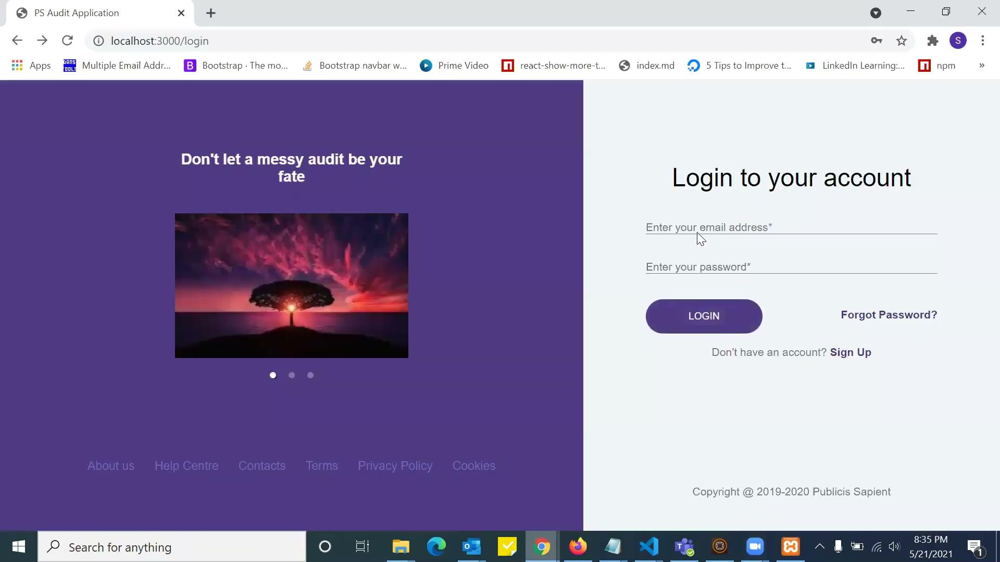 PS Audit Application
localhost:3000/login
S
Apps
DANS TOOLS
Multiple Email Addr...
B
Bootstrap · The mo...
Bootstrap navbar w...
Prime Video
react-show-more-t...
index.md
5 Tips to Improve t...
LinkedIn Learning:...
npm
»
Don't let a messy audit be your
fate
Login to your account
Enter your email address*
Enter your password*
LOGIN
Forgot Password?
Don't have an account? Sign Up
About us
Help Centre
Contacts
Terms
Privacy Policy
Cookies
Copyright @ 2019-2020 Publicis Sapient
Search for anything
8:35 PM
5/21/2021
1